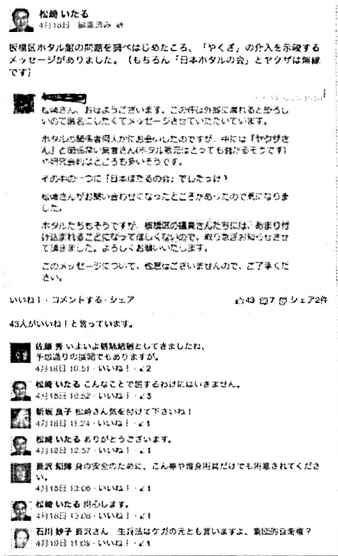 松崎 いたる
4月18日・編集済み
板橋区ホタル館の問題を調べはじめたころ、「やくざ」の介入を示唆する
メッセージがありました。(もちろん「日本ホタルの会」とヤクザは無縁
です)
松崎さん、おはようございます。この件は外部に漏れると恐ろし
いので匿名にしたくてメッセージさせていただいています。
ホタルの関係者何人かにお会いしたのですが、中には「ヤクザさ
ん」と関係深い業者さん(ホタル販売はとっても儲かるそうです)
や研究会的なところも多いそうです。
その中の一つに「日本ほたるの会」でしたっけ?
松崎さんがお問い合わせになったところがあったので気になりま
した。
ホタルたちもそうですが、板橋区の議員さんたちには、あまり付
け込まれることになって欲しくないので、取り急ぎお知らせさせ
て頂きました。よろしくお願いいたします。
このメッセージについて、他意はございませんので、ご了承くだ
さい。
いいね!・コメントする・シェア
43 7 シェア2件
43人がいいね!と言っています。
佐藤 秀 いよいよ
としてきましたね、
予想通りの展開でもありますが。
4月18日 10:51・いいね!・2
松崎 いたる こんなことで屈するわけにはいきません。
4月18日 10:52・いいね!・3
新坂 良子 松崎さん気を付けて下さいね!
4月18日 11:24・いいね!・1
松崎 いたる ありがとうございます。
4月18日 12:57・いいね!・1
長沢 知輝 身の安全のために、こん棒や護身用具だけでも用意されてくださ
い。
4月18日 13:06・いいね!・1
松崎 いたる 用心します。
4月18日 13:08・いいね!・1
石川 妙子 長沢さん 生兵法はケガの元とも言いますよ、集団的自衛権?
4月19日 11:09・いいね!・1